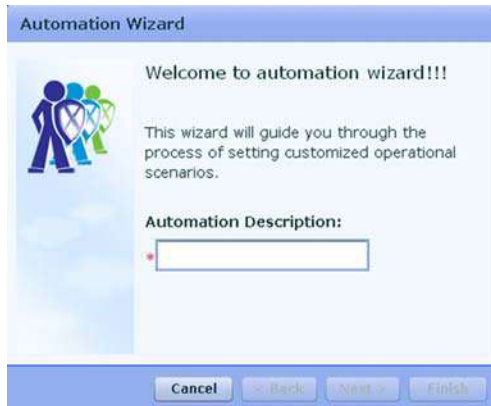 Automation Wizard
Welcome to automation wizard!!!
This wizard will guide you through the
process of setting customized operational
scenarios.
Automation Description:
*
Cancel
< Back
Next >
Finish